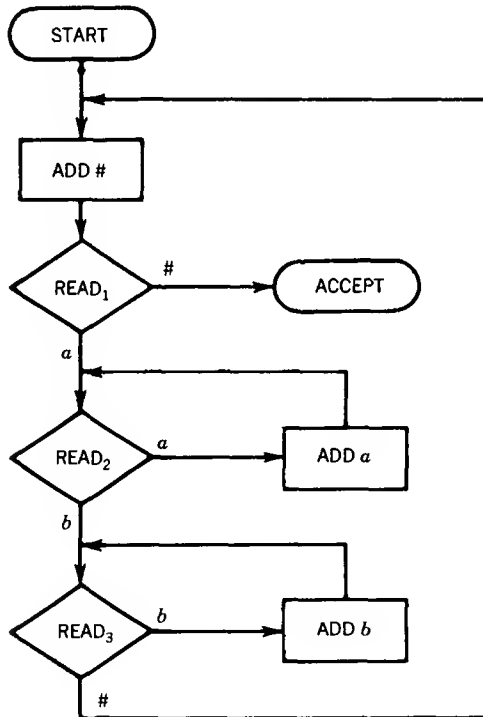 START
ADD #
READ₁
#
ACCEPT
a
READ₂
a
ADD a
b
READ₃
b
ADD b
#